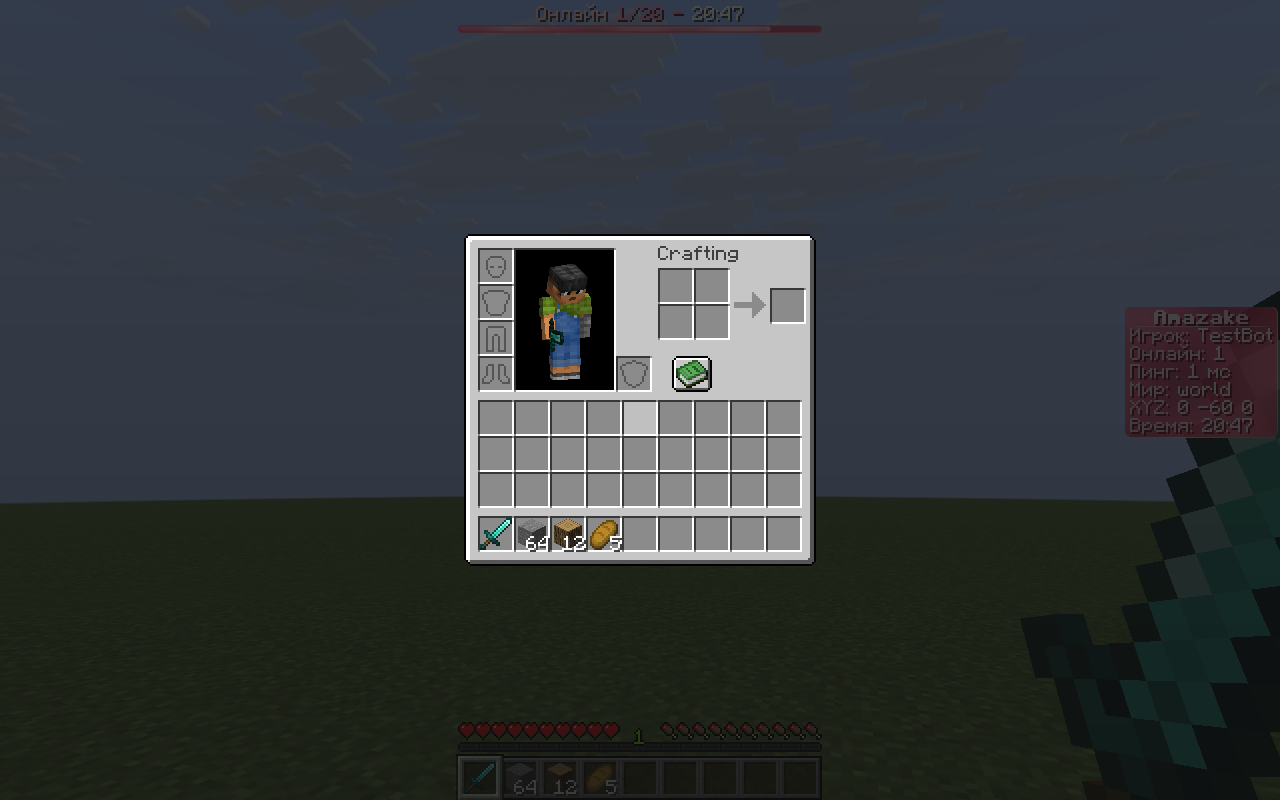 Онлайн 1/20 - 20:47
Crafting
64
12
5
Amazake
Игрок: TestBot
Онлайн: 1
Пинг: 1 мс
Мир: world
XYZ: 0 -60 0
Время: 20:47
1
64
12
5